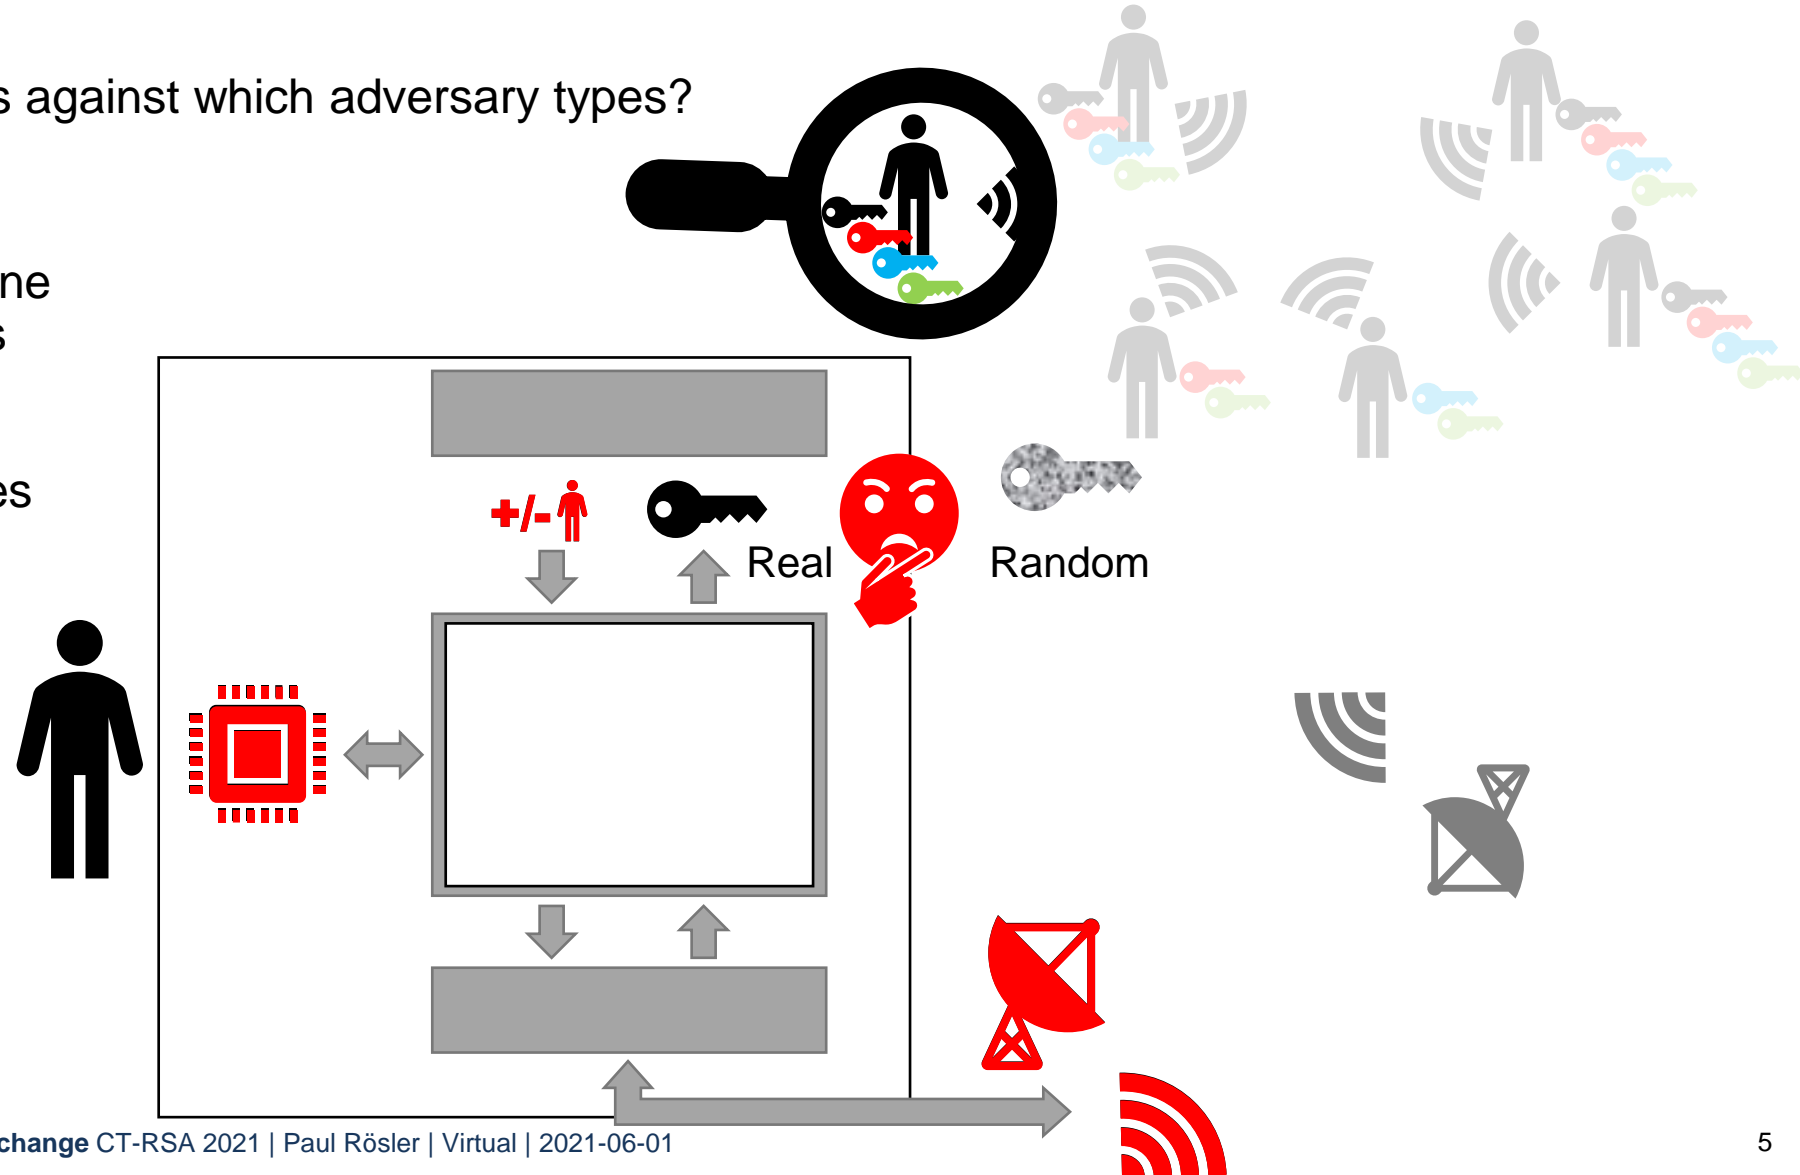 s against which adversary types?
ne
s
es
+/-
Real
Random
change CT-RSA 2021 | Paul Rösler | Virtual | 2021-06-01
5